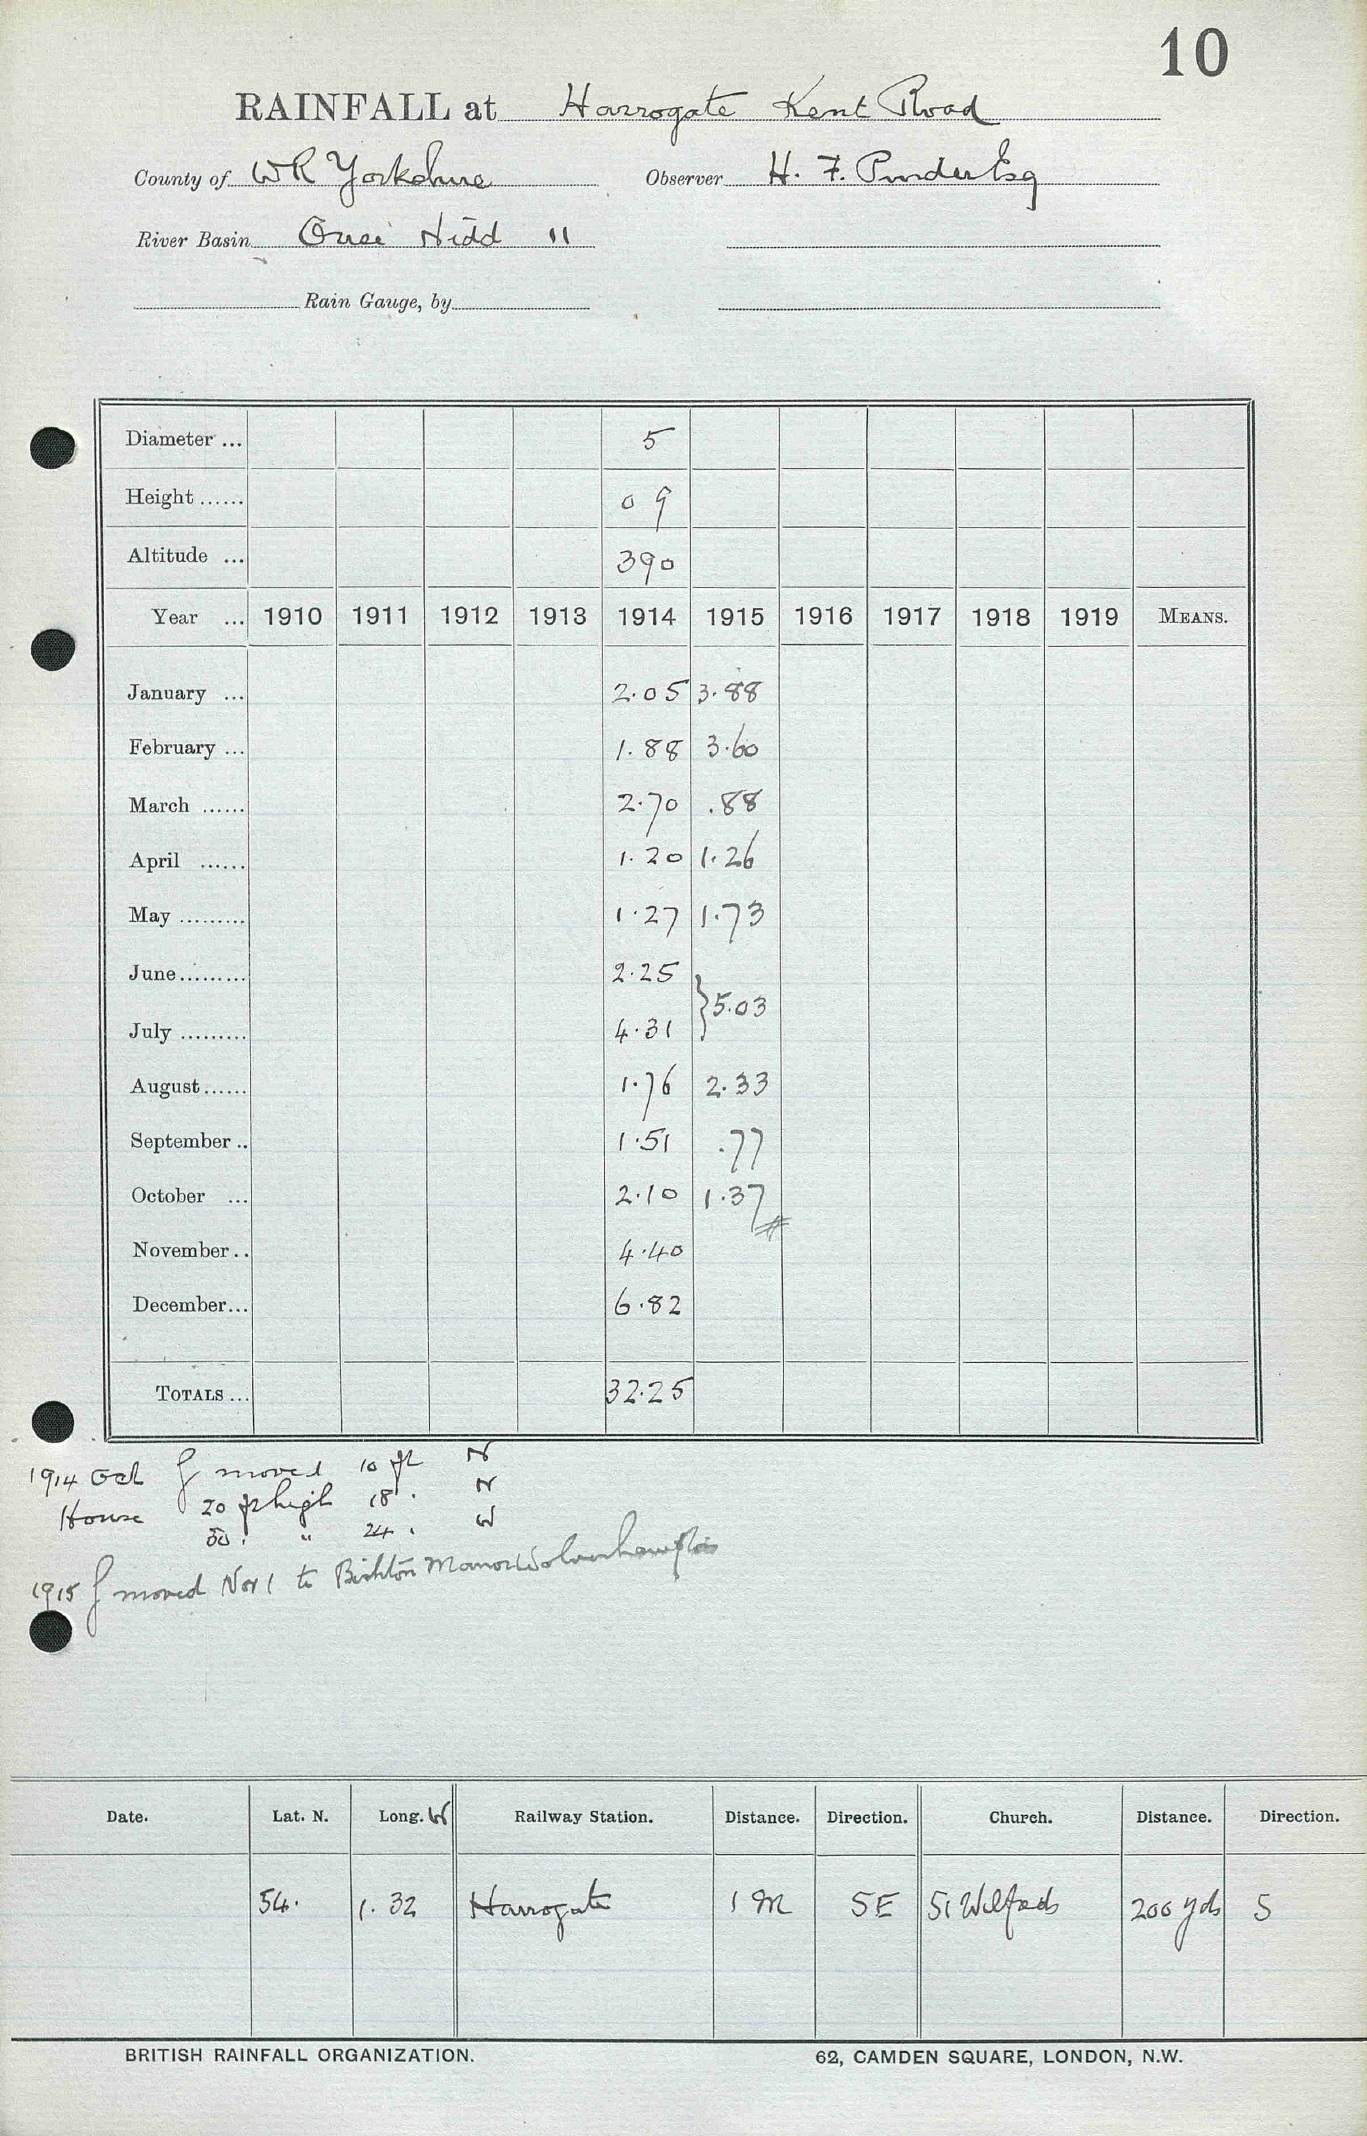 10
RAINFALL at Harrogate Kent Road
County of WR Yorkshire Observer H. F. Pinder Esq
River Basin Ouse Nidd 11
Rain Gauge, by
Diameter ... 5
Height ...... 0 9
Altitude ... 390
Year ... 1910 1911 1912 1913 1914 1915 1916 1917 1918 1919 MEANS.
January ... 2.05 3.88
February ... 1.88 3.60
March ...... 2.70 .88
April ...... 1.20 1.26
May ......... 1.27 1.73
June ......... 2.25
} 5.03
July ......... 4.31
August ...... 1.76 2.33
September .. 1.51 .77
October ... 2.10 1.37
November .. 4.40
December ... 6.82
TOTALS ... 32.25
1914 Oct G moved 10 ft N
House 20 ft high 18 . N
50 . " 24 . W
1915 G moved Nov 1 to Bishton Manor Wolverhampton
Date. Lat. N. Long. W Railway Station. Distance. Direction. Church. Distance. Direction.
54. 1. 32 Harrogate 1 M SE St Wilfreds 200 yds S
BRITISH RAINFALL ORGANIZATION. 62, CAMDEN SQUARE, LONDON, N.W.